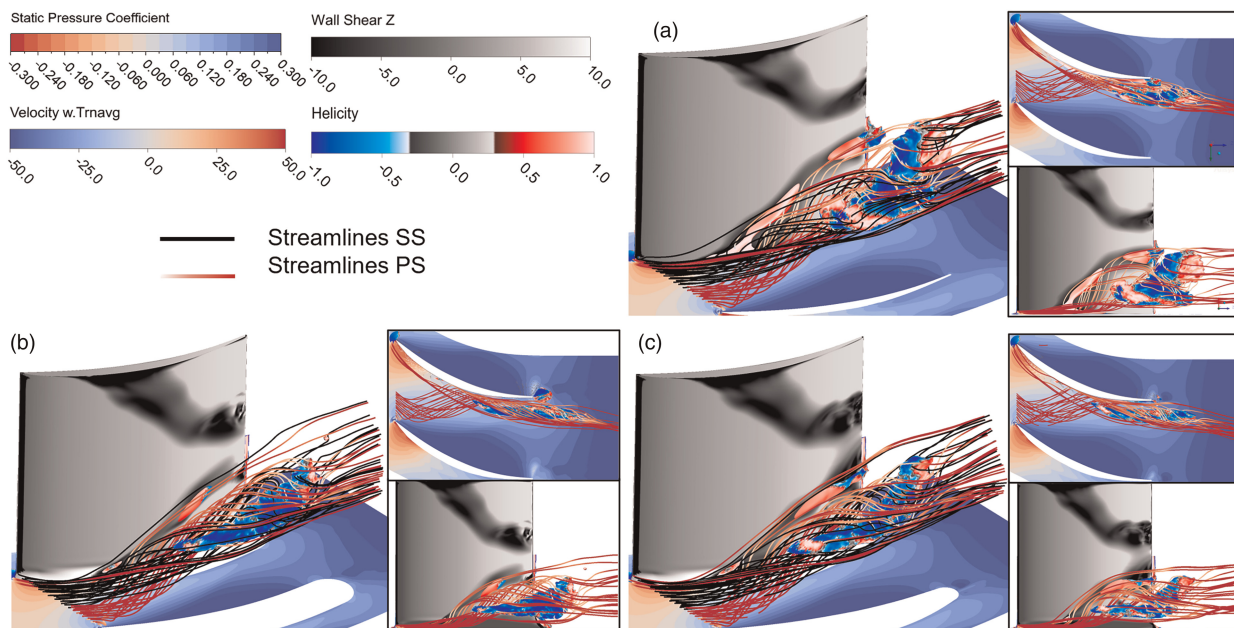 Static Pressure Coefficient
-0.300
-0.240
-0.180
-0.120
-0.060
0.000
0.060
0.120
0.180
0.240
0.300
Wall Shear Z
-10.0
-5.0
0.0
5.0
10.0
Velocity w.Trnavg
-50.0
-25.0
0.0
25.0
50.0
Helicity
-1.0
-0.5
0.0
0.5
1.0
Streamlines SS
Streamlines PS
(a)
(b)
(c)